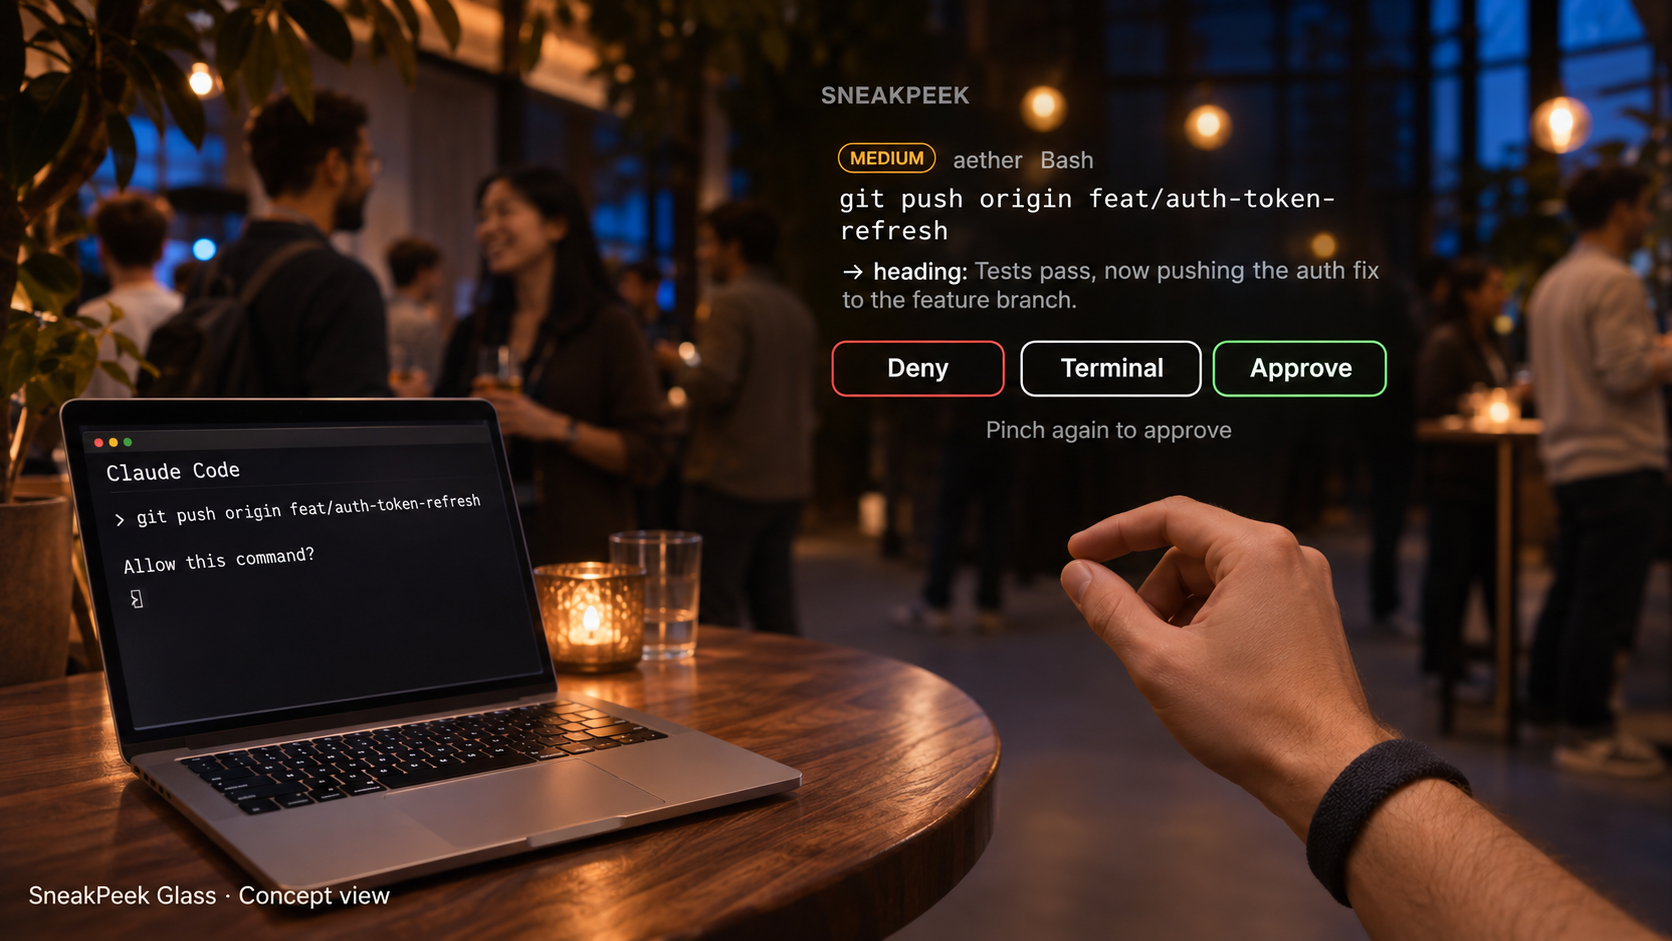 SNEAKPEEK
MEDIUM aether Bash
git push origin feat/auth-token-
refresh
→ heading: Tests pass, now pushing the auth fix
to the feature branch.
Deny Terminal Approve
Pinch again to approve
Claude Code
> git push origin feat/auth-token-refresh
Allow this command?
SneakPeek Glass · Concept view